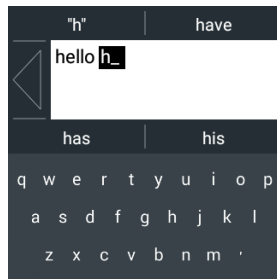 "h" have
hello h_
has his
q w e r t y u i o p
a s d f g h j k l
z x c v b n m '